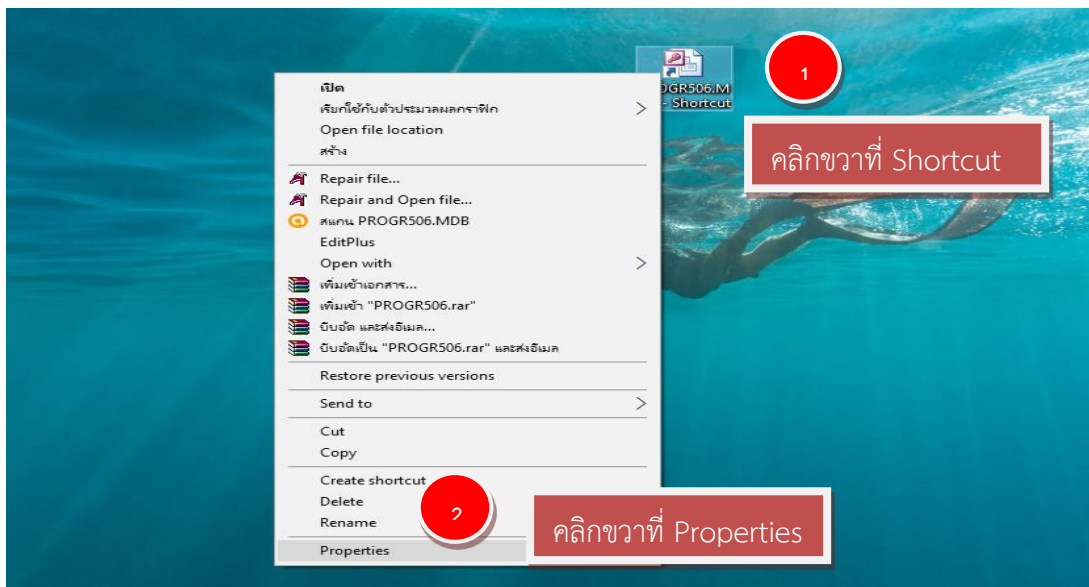 OGR506.M
- Shortcut
1
คลิกขวาที่ Shortcut
เปิด
เรียกใช้กับตัวประมวลผลกราฟิก
Open file location
สร้าง
Repair file...
Repair and Open file...
สแกน PROGR506.MDB
EditPlus
Open with
เพิ่มเข้าเอกสาร...
เพิ่มเข้า "PROGR506.rar"
บีบอัด และส่งอีเมล...
บีบอัดเป็น "PROGR506.rar" และส่งอีเมล
Restore previous versions
Send to
Cut
Copy
Create shortcut
Delete
Rename
Properties
2
คลิกขวาที่ Properties